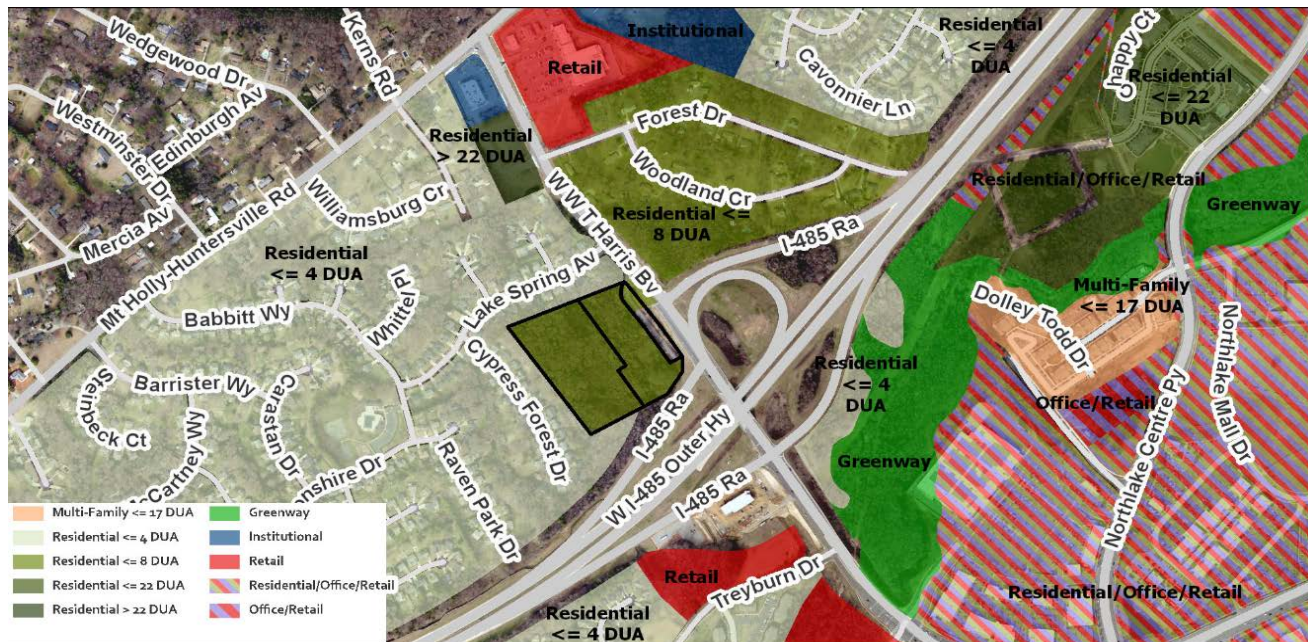 Wedgewood Dr
Kerns Rd
Edinburgh Av
Westminster Dr
Mercia Av
Mt Holly-Huntersville Rd
Williamsburg Cr
Institutional
Retail
Residential
<= 4
DUA
Cavonnier Ln
Chappy Ct
Residential
<= 22
DUA
Residential
> 22 DUA
Forest Dr
Woodland Cr
Residential <=
8 DUA
W W T Harris Bv
I-485 Ra
Residential/Office/Retail
Greenway
Residential
<= 4 DUA
Babbitt Wy
Whittel Pl
Lake Spring Av
Multi-Family
<= 17 DUA
Dolley Todd Dr
Northlake Mall Dr
Barrister Wy
Steinbeck Ct
Carastan Dr
Cypress Forest Dr
Residential
<= 4
DUA
Office/Retail
Northlake Centre Py
McCartney Wy
nshire Dr
Raven Park Dr
I-485 Ra
W I-485 Outer Hy
I-485 Ra
Greenway
Retail
Treyburn Dr
Residential
<= 4 DUA
Residential/Office/Retail
Multi-Family <= 17 DUA
Residential <= 4 DUA
Residential <= 8 DUA
Residential <= 22 DUA
Residential > 22 DUA
Greenway
Institutional
Retail
Residential/Office/Retail
Office/Retail